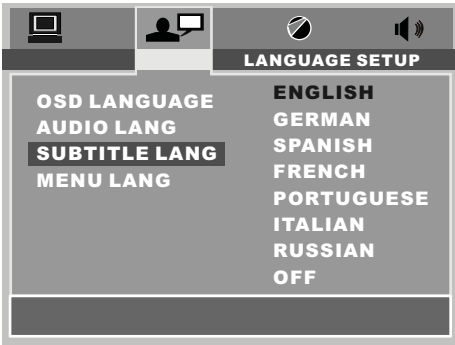 LANGUAGE SETUP
OSD LANGUAGE
AUDIO LANG
SUBTITLE LANG
MENU LANG
ENGLISH
GERMAN
SPANISH
FRENCH
PORTUGUESE
ITALIAN
RUSSIAN
OFF